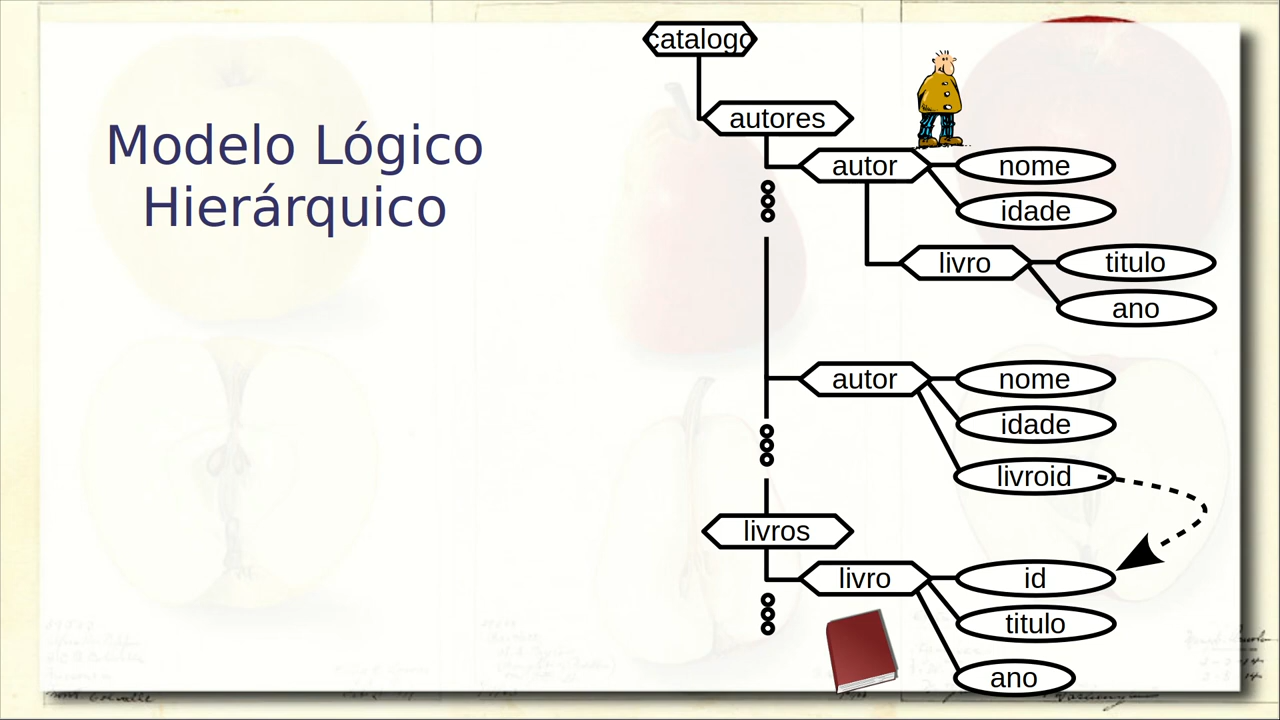 Modelo Lógico
Hierárquico
catalogo
autores
autor
nome
idade
livro
titulo
ano
autor
nome
idade
livroid
livros
livro
id
titulo
ano